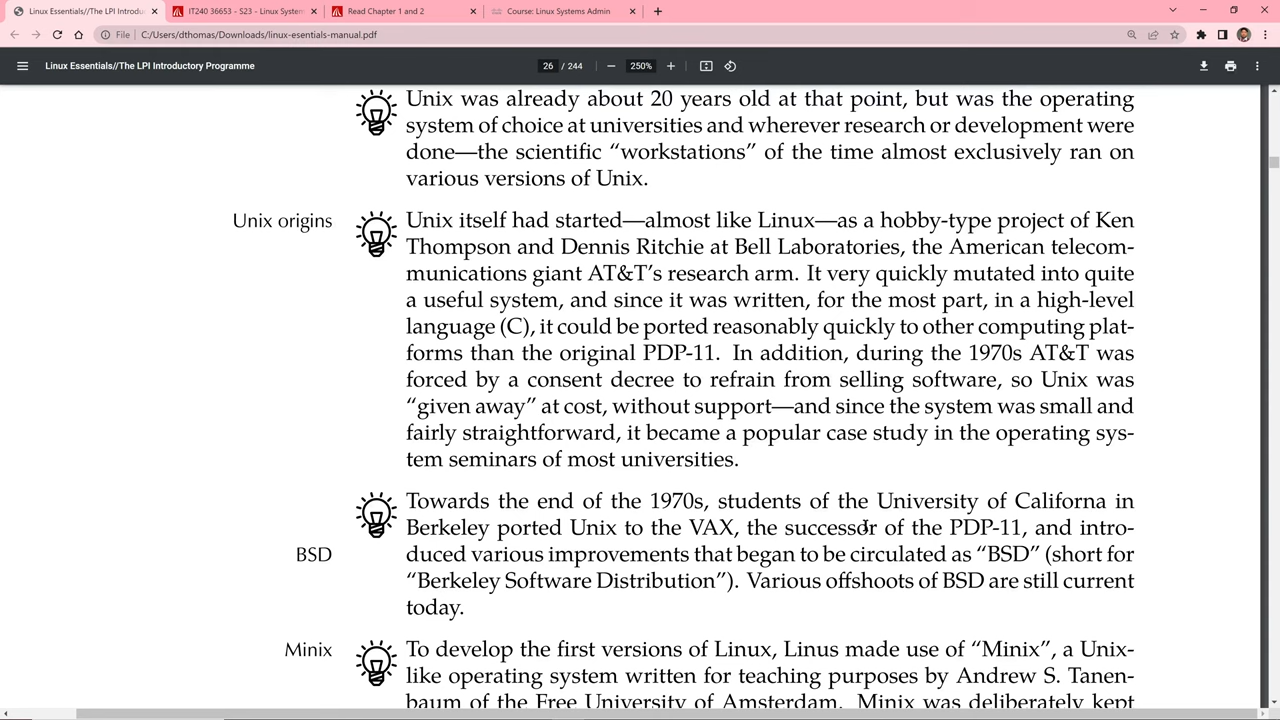 Linux Essentials//The LPI Introdu
IT240 36653 - S23 - Linux System
Read Chapter 1 and 2
Course: Linux Systems Admin
File
C:/Users/dthomas/Downloads/linux-esentials-manual.pdf
Linux Essentials//The LPI Introductory Programme
26 / 244
250%
Unix was already about 20 years old at that point, but was the operating
system of choice at universities and wherever research or development were
done—the scientific “workstations” of the time almost exclusively ran on
various versions of Unix.
Unix origins
Unix itself had started—almost like Linux—as a hobby-type project of Ken
Thompson and Dennis Ritchie at Bell Laboratories, the American telecom-
munications giant AT&T’s research arm. It very quickly mutated into quite
a useful system, and since it was written, for the most part, in a high-level
language (C), it could be ported reasonably quickly to other computing plat-
forms than the original PDP-11. In addition, during the 1970s AT&T was
forced by a consent decree to refrain from selling software, so Unix was
“given away” at cost, without support—and since the system was small and
fairly straightforward, it became a popular case study in the operating sys-
tem seminars of most universities.
Towards the end of the 1970s, students of the University of Californa in
Berkeley ported Unix to the VAX, the successor of the PDP-11, and intro-
BSD
duced various improvements that began to be circulated as “BSD” (short for
“Berkeley Software Distribution”). Various offshoots of BSD are still current
today.
Minix
To develop the first versions of Linux, Linus made use of “Minix”, a Unix-
like operating system written for teaching purposes by Andrew S. Tanen-
baum of the Free University of Amsterdam. Minix was deliberately kept